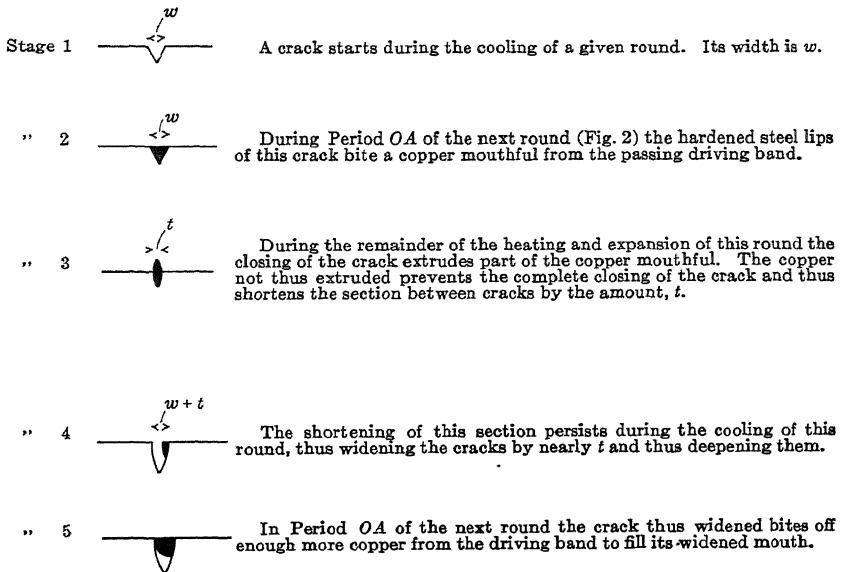 w
Stage 1 A crack starts during the cooling of a given round. Its width is w.
w
,, 2 During Period OA of the next round (Fig. 2) the hardened steel lips
of this crack bite a copper mouthful from the passing driving band.
t
,, 3 During the remainder of the heating and expansion of this round the
closing of the crack extrudes part of the copper mouthful. The copper
not thus extruded prevents the complete closing of the crack and thus
shortens the section between cracks by the amount, t.
w + t
,, 4 The shortening of this section persists during the cooling of this
round, thus widening the cracks by nearly t and thus deepening them.
,, 5 In Period OA of the next round the crack thus widened bites off
enough more copper from the driving band to fill its widened mouth.